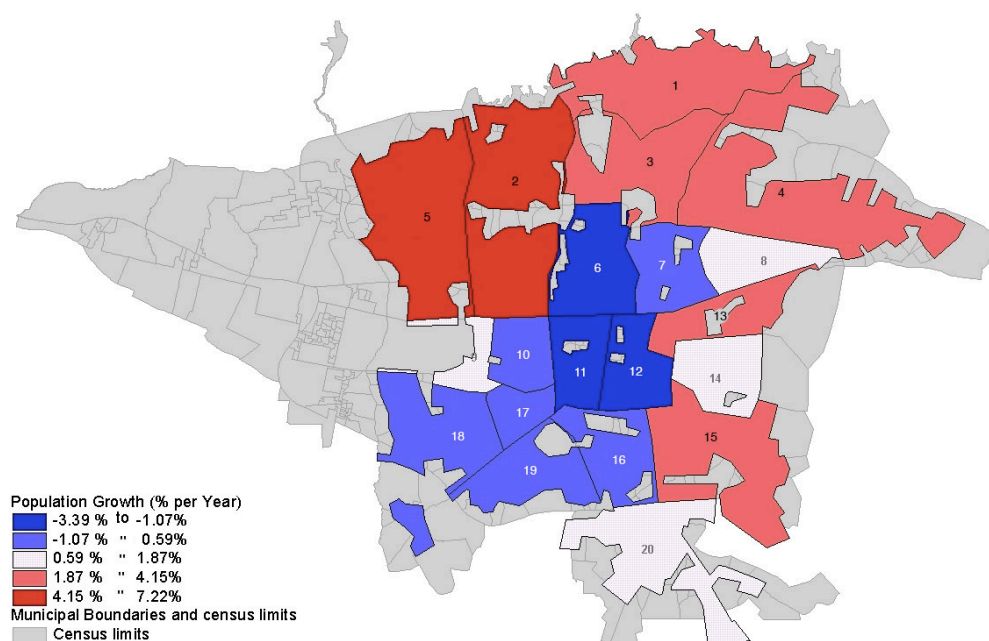 1
2
3
4
5
6
7
8
13
10
11
12
14
17
18
15
16
19
20
Population Growth (% per Year)
-3.39 % to -1.07%
-1.07 % " 0.59%
0.59 % " 1.87%
1.87 % " 4.15%
4.15 % " 7.22%
Municipal Boundaries and census limits
Census limits